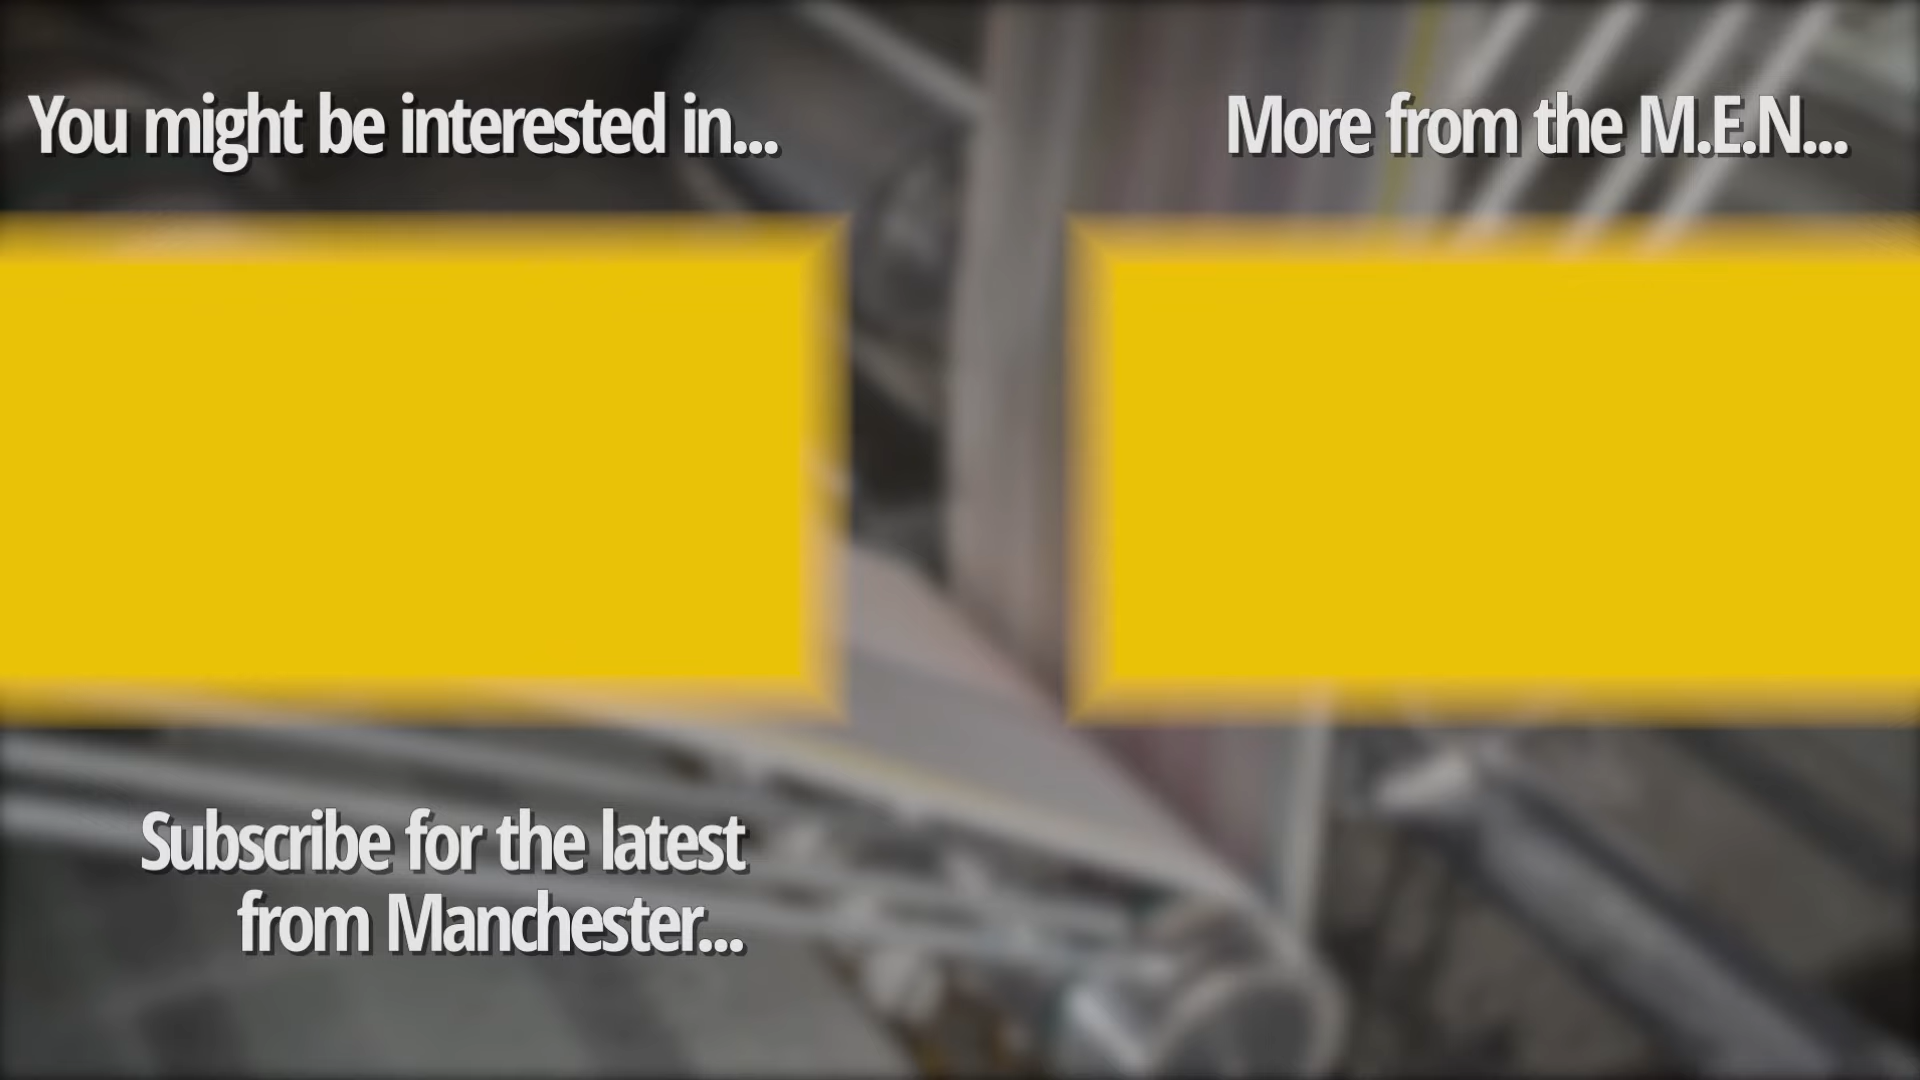 You might be interested in...
More from the M.E.N...
Subscribe for the latest
from Manchester...